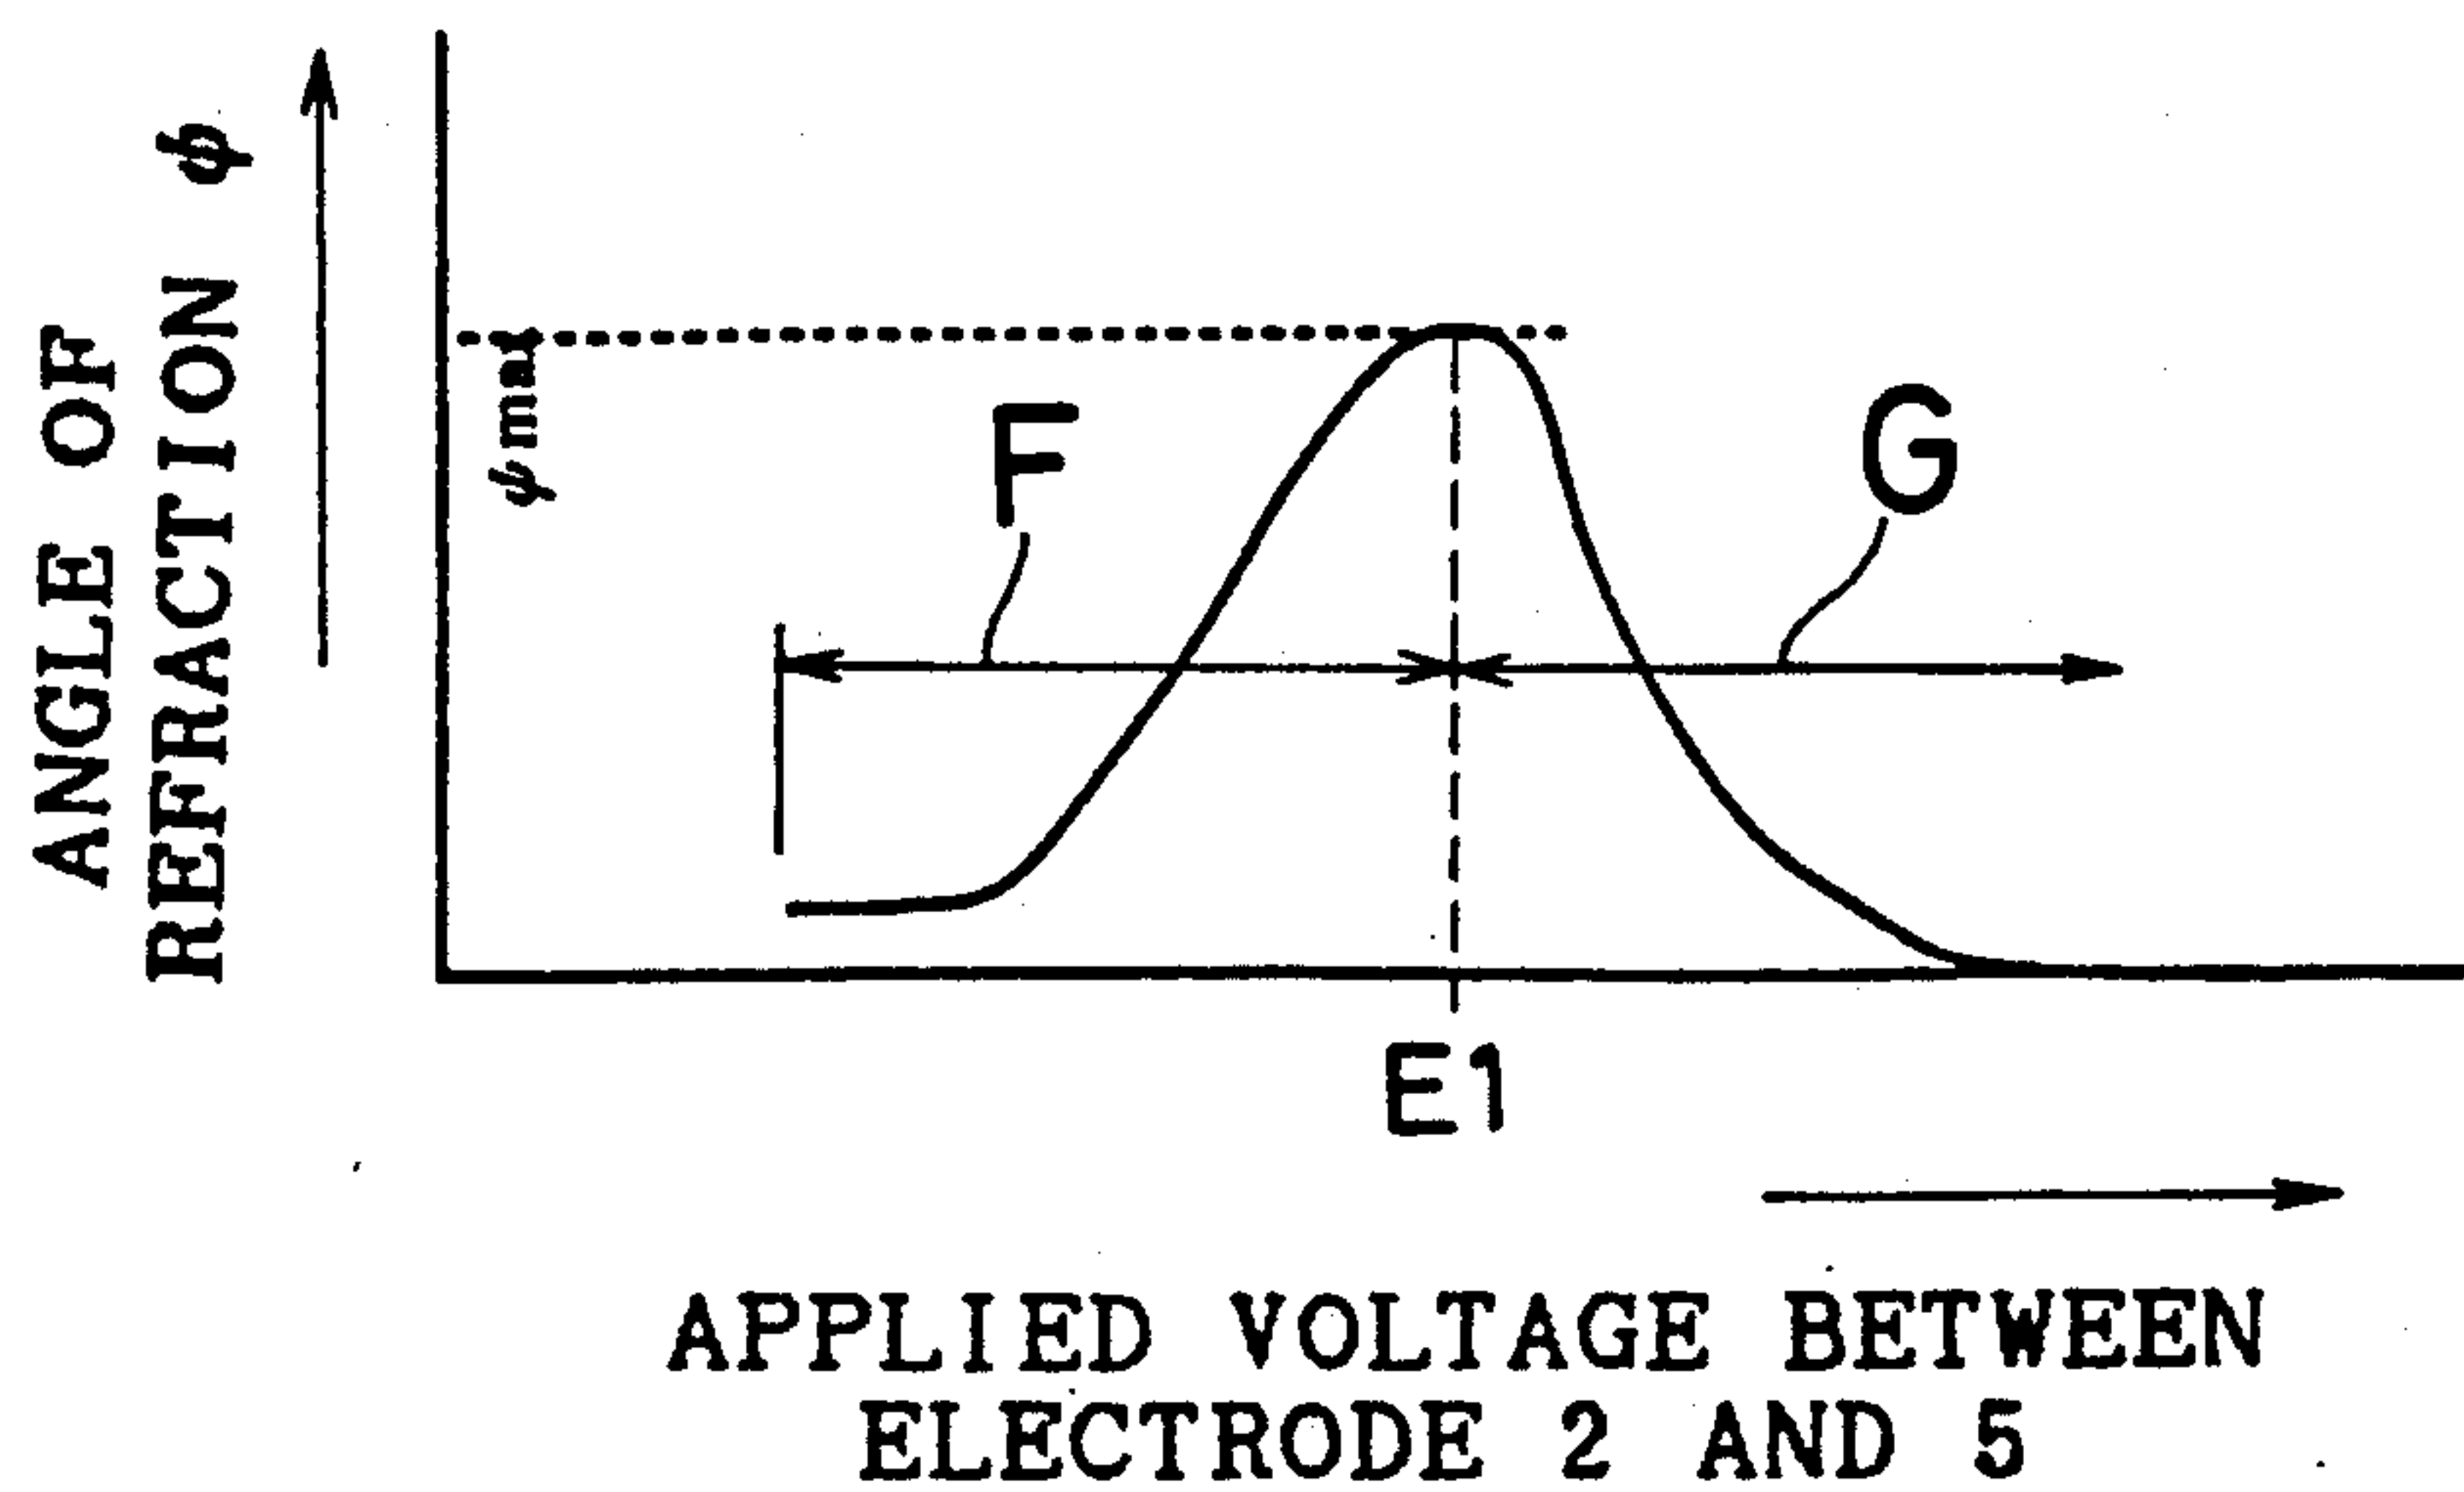 ANGLE OF
REFRACTION ϕ
ϕmax
F
G
E1
APPLIED VOLTAGE BETWEEN
ELECTRODE 2 AND 5